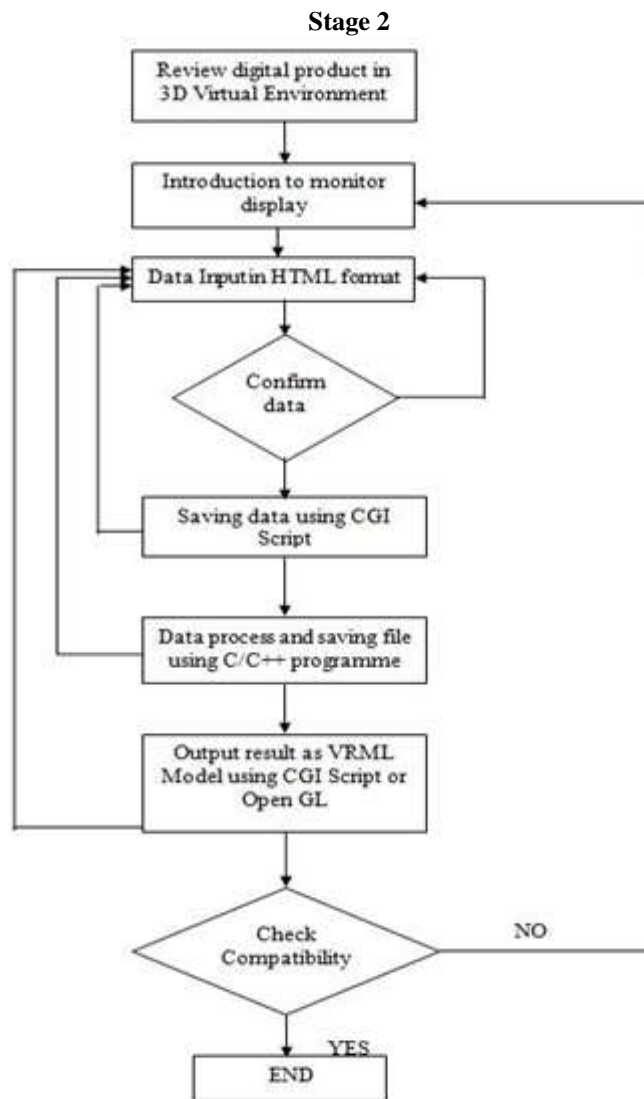 Stage 2
Review digital product in
3D Virtual Environment
Introduction to monitor
display
Data Inputin HTML format
Confirm
data
Saving data using CGI
Script
Data process and saving file
using C/C++ programme
Output result as VRML
Model using CGI Script or
Open GL
Check
Compatibility
NO
YES
END